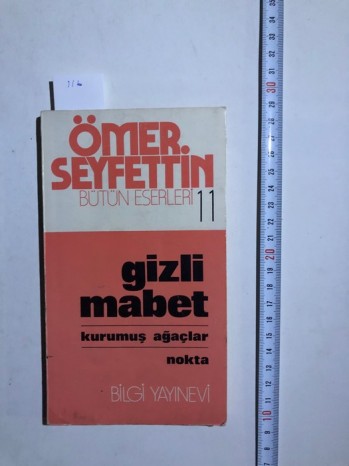 ÖMER.
SEYFETTİN
BÜTÜN ESERLERİ 11
gizli
mabet
kurumuş ağaçlar
nokta
BİLGİ YAYINEVİ